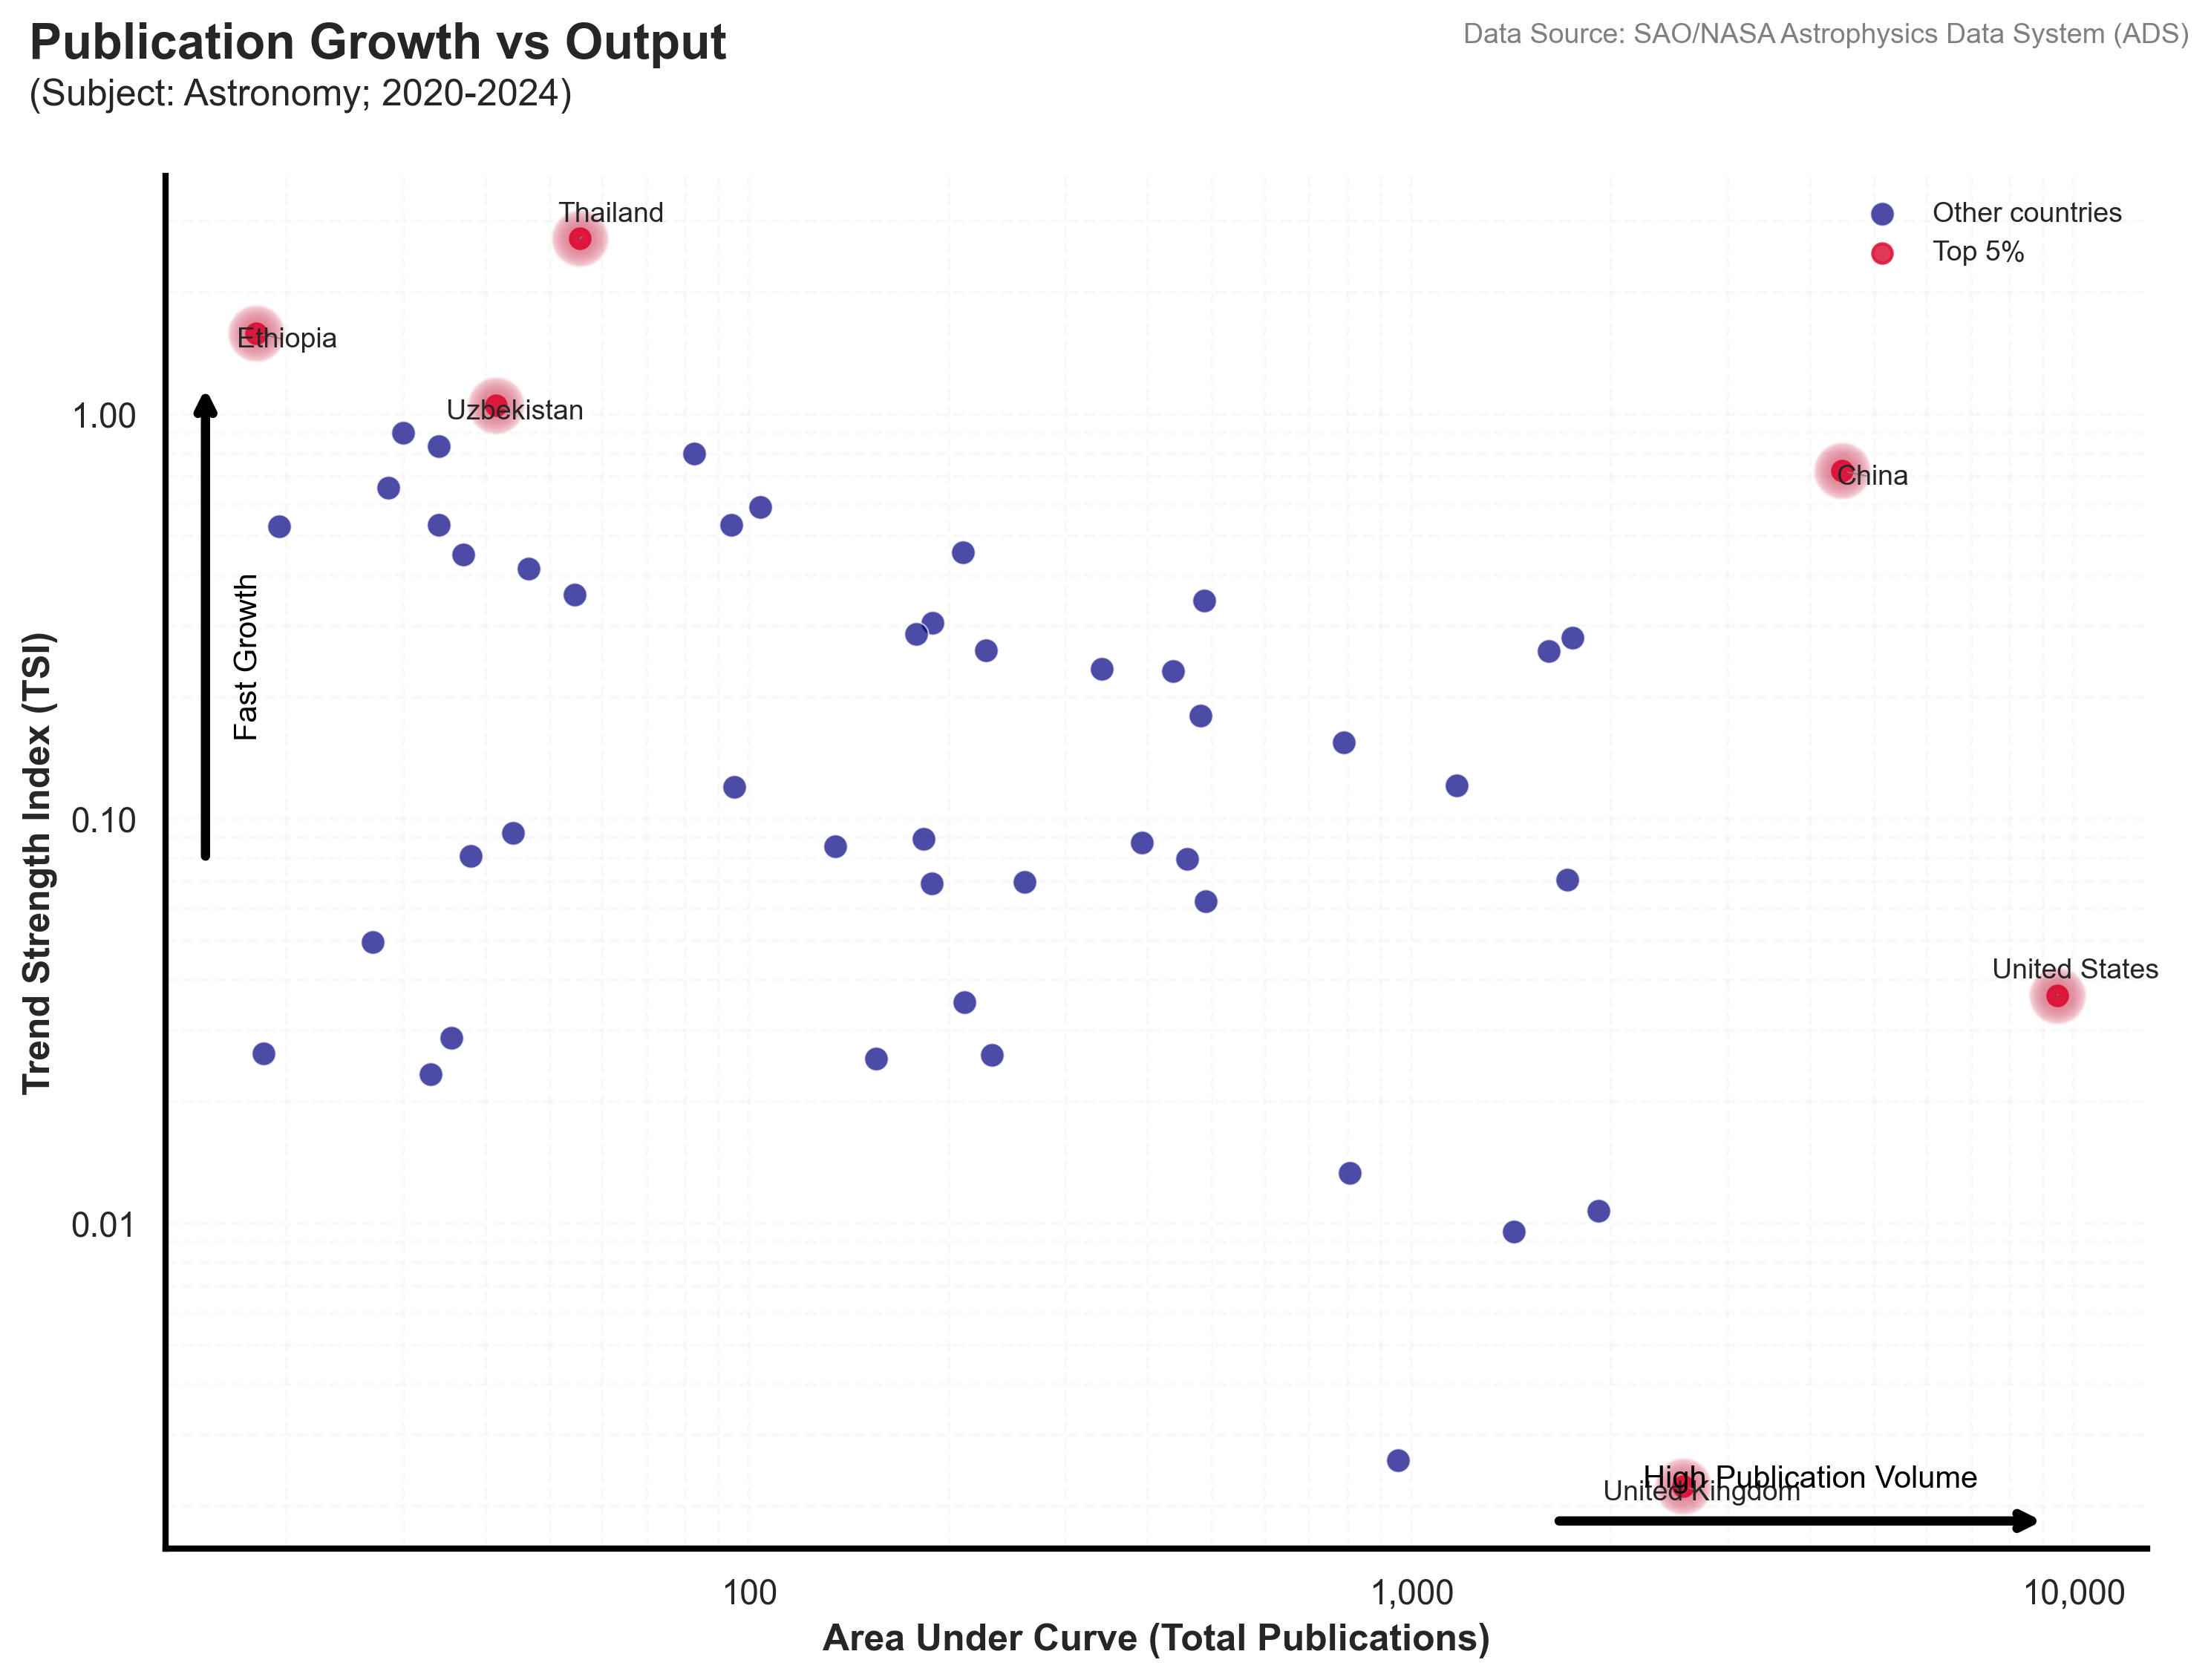 Publication Growth vs Output
Data Source: SAO/NASA Astrophysics Data System (ADS)
(Subject: Astronomy; 2020-2024)
Thailand
Other countries
Top 5%
Ethiopia
Uzbekistan
1.00
China
Fast Growth
Trend Strength Index (TSI)
0.10
United States
0.01
High Publication Volume
United Kingdom
100
1,000
10,000
Area Under Curve (Total Publications)